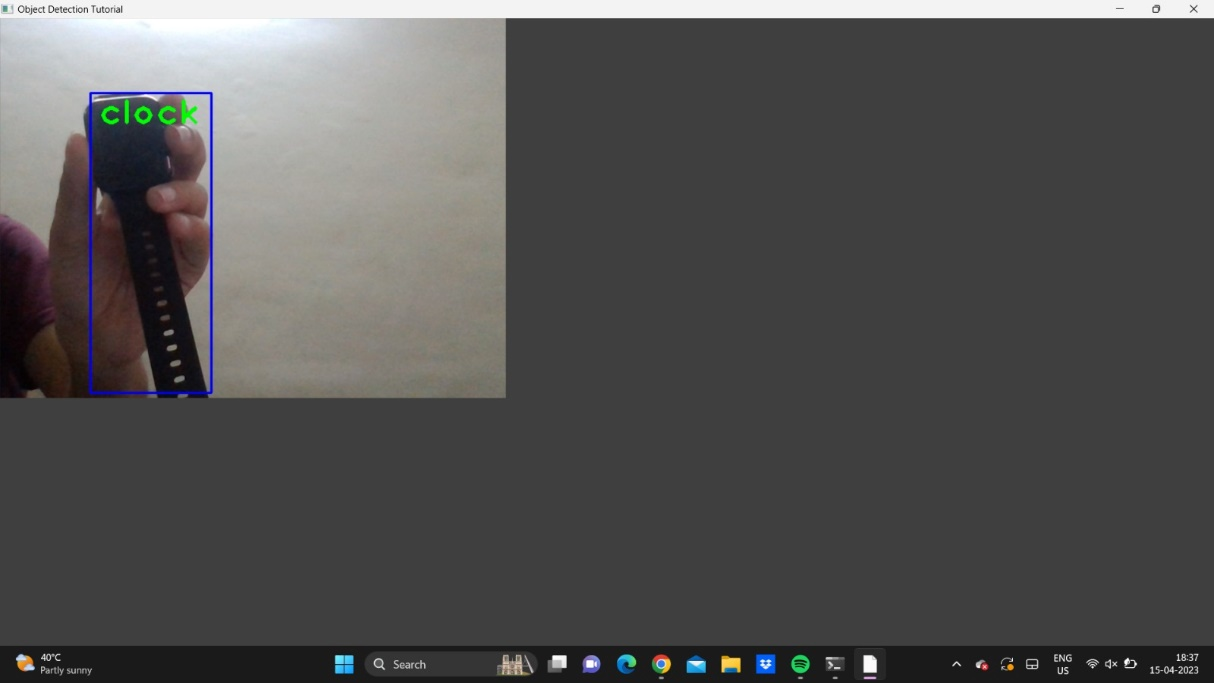 Object Detection Tutorial
clock
40°C
Partly sunny
Search
ENG
US
18:37
15-04-2023